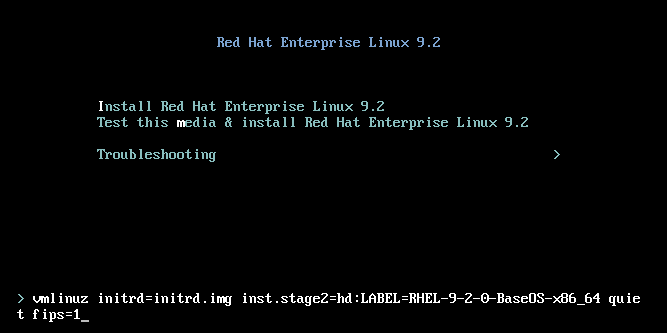 Red Hat Enterprise Linux 9.2
Install Red Hat Enterprise Linux 9.2
Test this media & install Red Hat Enterprise Linux 9.2
Troubleshooting >
> vmlinuz initrd=initrd.img inst.stage2=hd:LABEL=RHEL-9-2-0-BaseOS-x86_64 quie
t fips=1_